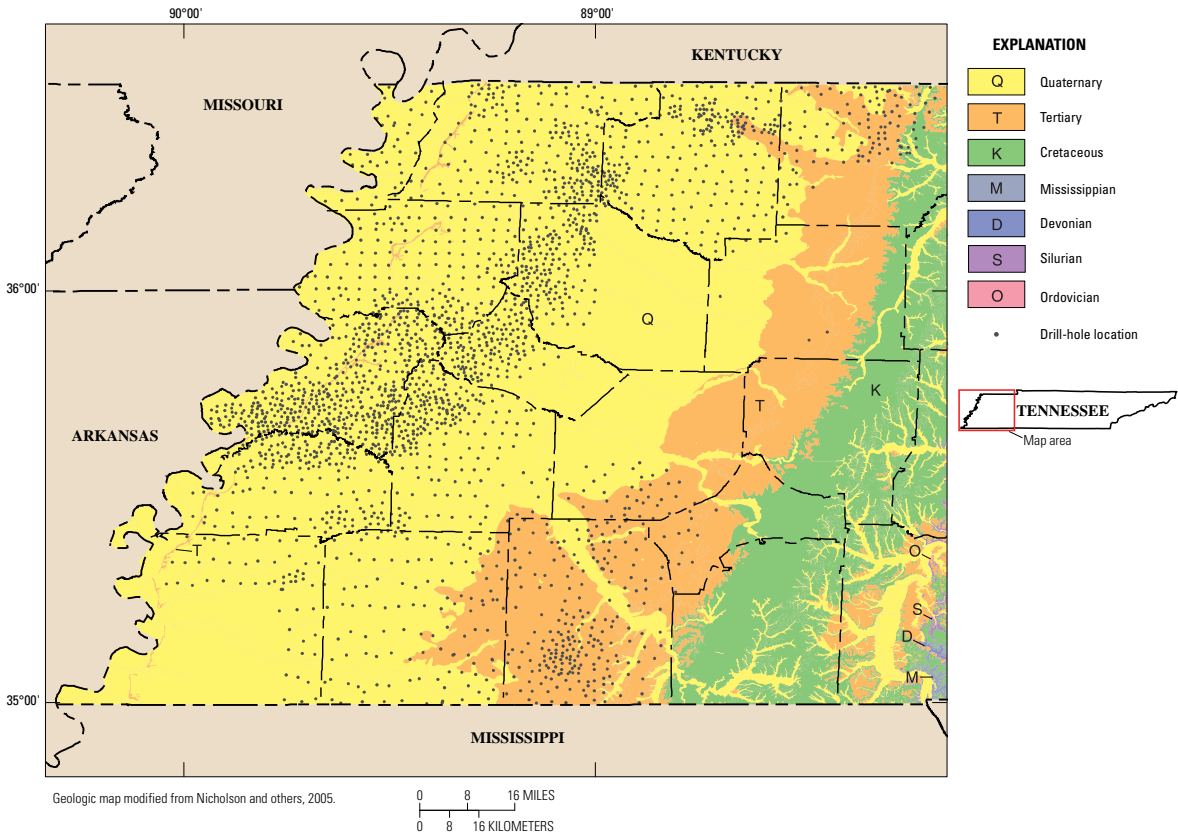 90°00'
89°00'
KENTUCKY
MISSOURI
36°00'
Q
K
T
ARKANSAS
T
O
S
D
M
35°00'
MISSISSIPPI
EXPLANATION
Q Quaternary
T Tertiary
K Cretaceous
M Mississippian
D Devonian
S Silurian
O Ordovician
Drill-hole location
TENNESSEE
Map area
Geologic map modified from Nicholson and others, 2005.
0 8 16 MILES
0 8 16 KILOMETERS